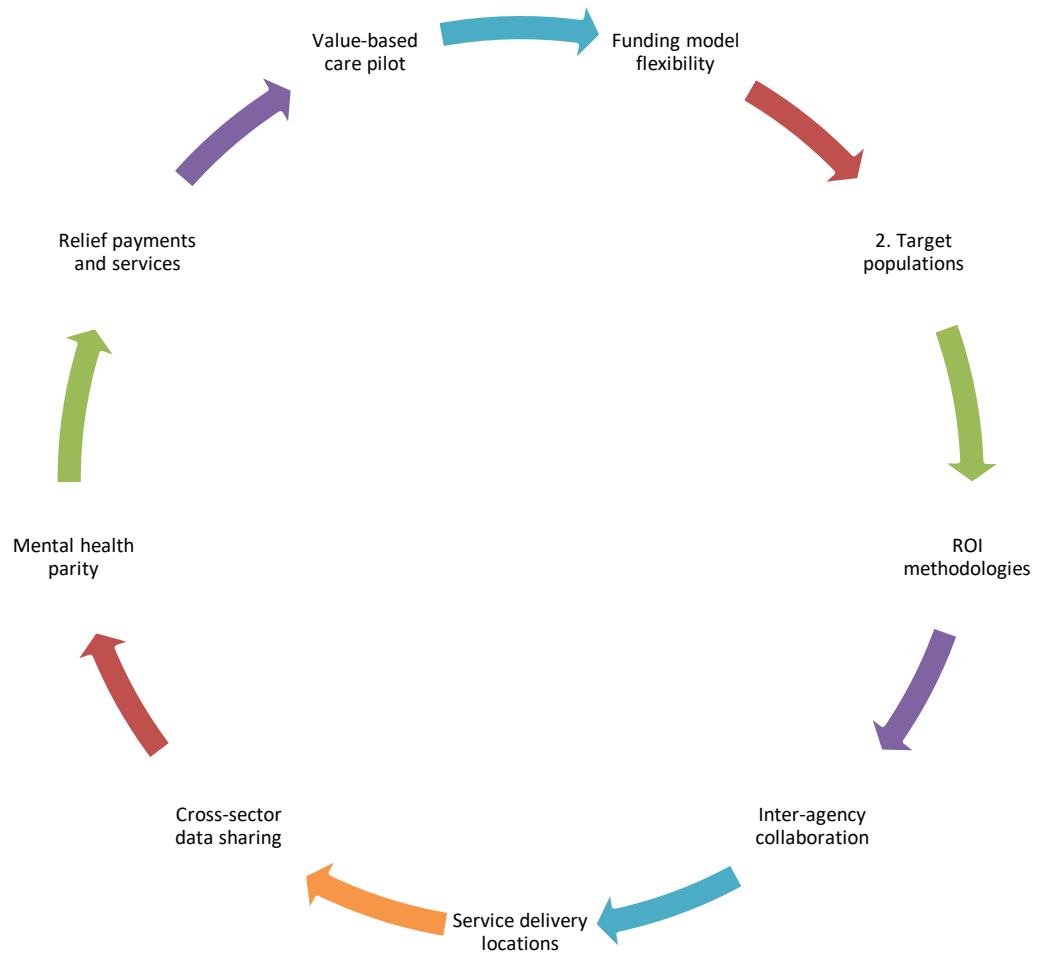 Value-based
care pilot
Funding model
flexibility
2. Target
populations
ROI
methodologies
Inter-agency
collaboration
Service delivery
locations
Cross-sector
data sharing
Mental health
parity
Relief payments
and services